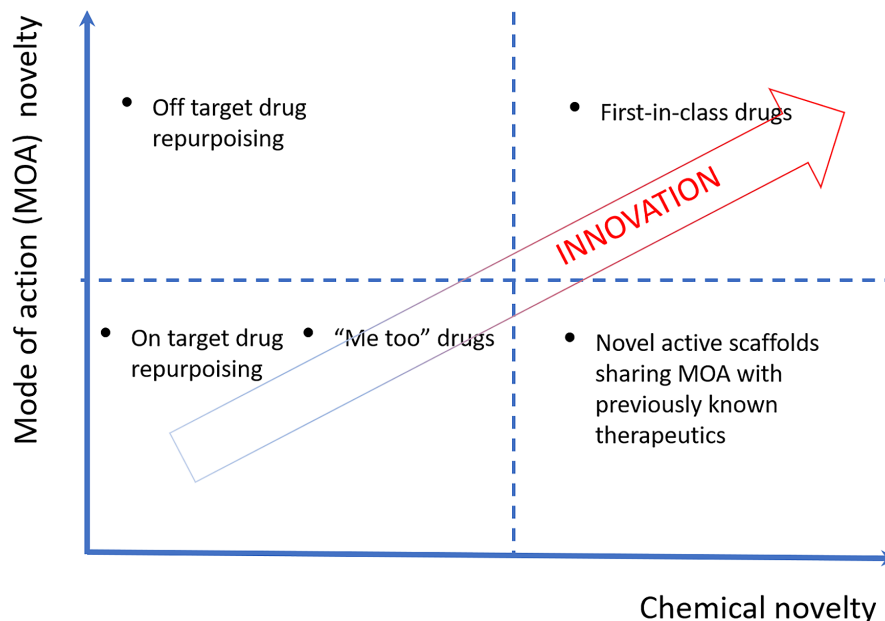 Mode of action (MOA) novelty
Off target drug
repurpoising
First-in-class drugs
INNOVATION
On target drug
repurpoising
“Me too” drugs
Novel active scaffolds
sharing MOA with
previously known
therapeutics
Chemical novelty